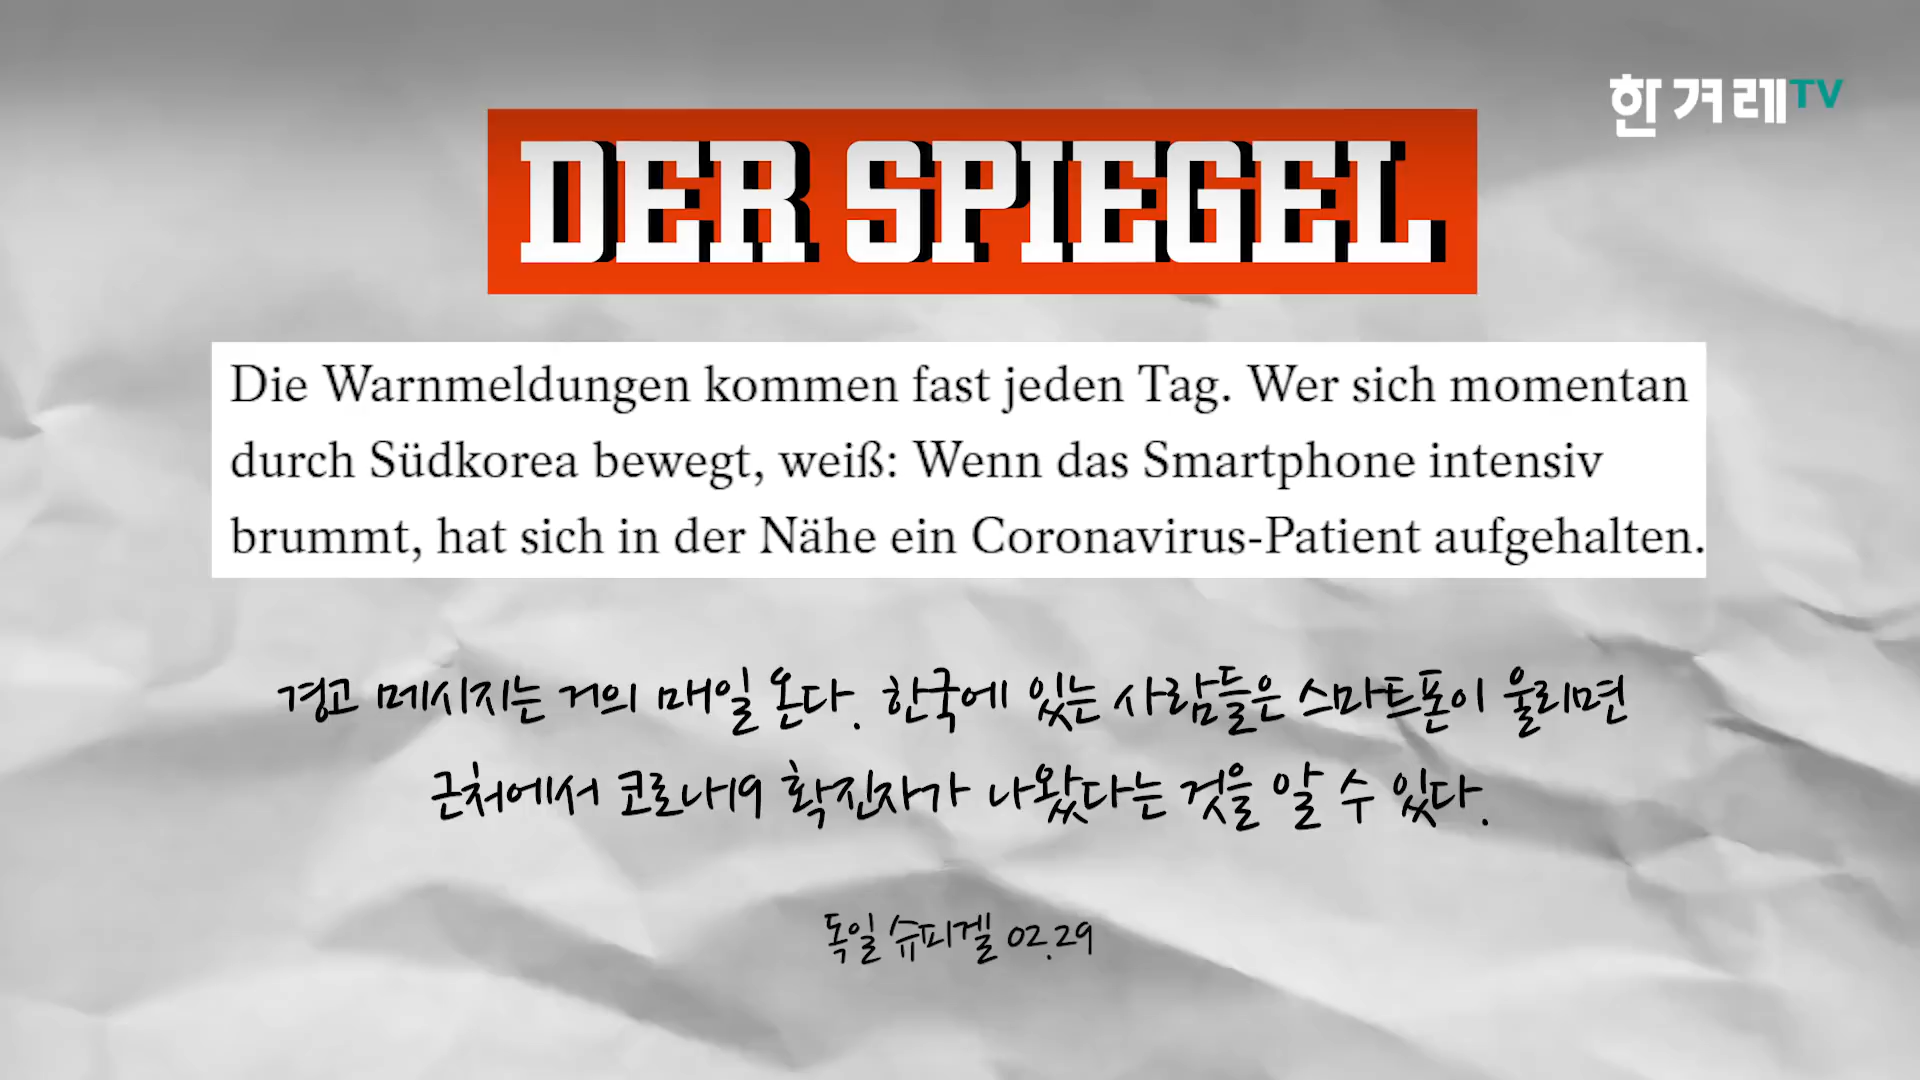 한겨레TV
DER SPIEGEL
Die Warnmeldungen kommen fast jeden Tag. Wer sich momentan
durch Südkorea bewegt, weiß: Wenn das Smartphone intensiv
brummt, hat sich in der Nähe ein Coronavirus-Patient aufgehalten.
경고 메시지는 거의 매일 온다. 한국에 있는 사람들은 스마트폰이 울리면
근처에서 코로나19 확진자가 나왔다는 것을 알 수 있다.
독일 슈피겔 02.29